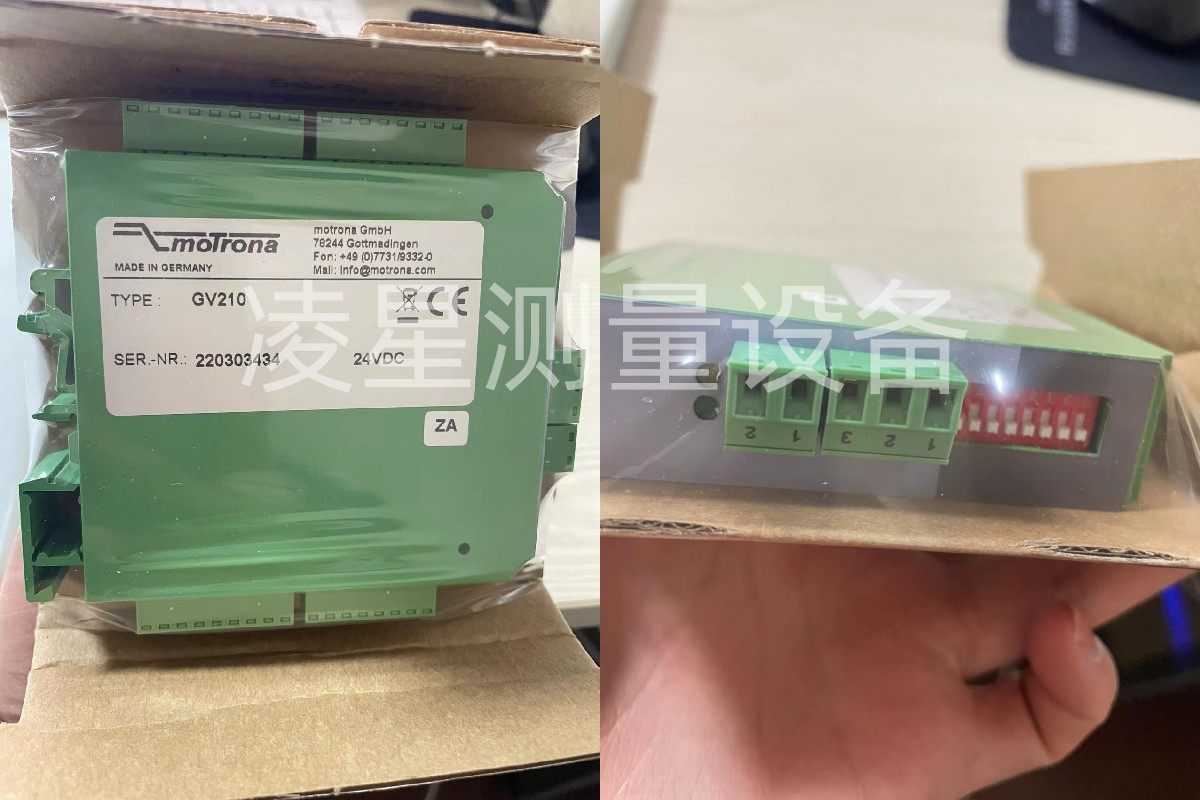 motrona
MADE IN GERMANY
motrona GmbH
78244 Gottmadingen
Fon: +49 (0)7731/9332-0
Mail: info@motrona.com
TYPE : GV210
CE
SER.-NR.: 220303434 24VDC
ZA
凌星测量设备
2 1 3 2 1